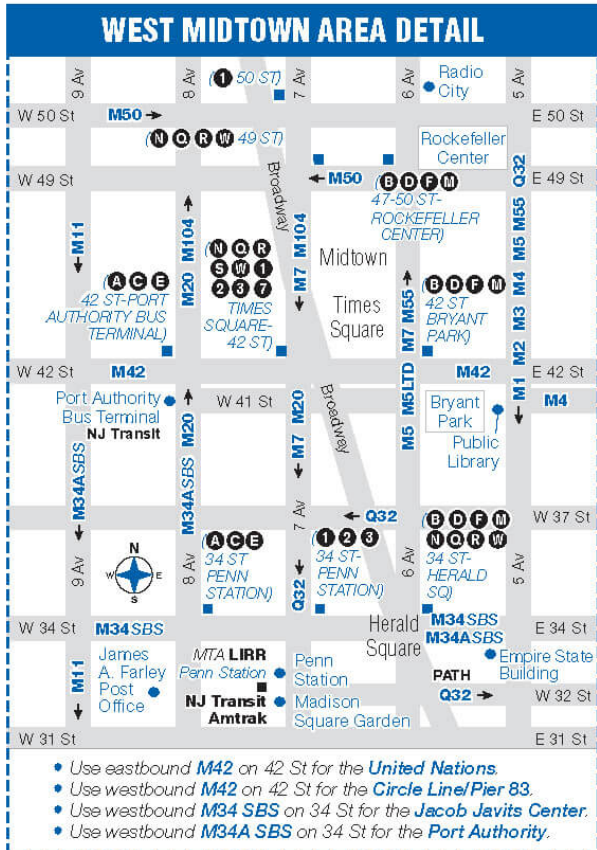 WEST MIDTOWN AREA DETAIL
9 Av
8 Av
(1 50 ST)
7 Av
6 Av
Radio
City
5 Av
W 50 St
M50
E 50 St
(N Q R W 49 ST)
Rockefeller
Center
Q32
W 49 St
Broadway
M50
(B D F M
47-50 ST-
ROCKEFELLER
CENTER)
E 49 St
M11
M104
M20
(N Q R
S W 1
2 3 7
TIMES
SQUARE-
42 ST)
M104
M7
Midtown
Times
Square
M55
M7
M55
M5
M4
M3
M2
M1
(A C E
42 ST-PORT
AUTHORITY BUS
TERMINAL)
(B D F M
42 ST
BRYANT
PARK)
W 42 St
M42
M42
E 42 St
Port Authority
Bus Terminal
NJ Transit
M20
W 41 St
M20
M7
Broadway
M5LTD
M5
Bryant
Park
Public
Library
M4
M34ASBS
M34ASBS
7 Av
Q32
W 37 St
9 Av
N
W E
S
8 Av
(A C E
34 ST
PENN
STATION)
Q32
(1 2 3
34 ST-
PENN
STATION)
6 Av
(B D F M
N Q R W
34 ST-
HERALD
SQ)
5 Av
W 34 St
M34 SBS
Herald
Square
M34 SBS
M34A SBS
E 34 St
M11
James
A. Farley
Post
Office
MTA LIRR
Penn Station
NJ Transit
Amtrak
Penn
Station
Madison
Square Garden
PATH
Q32
Empire State
Building
W 32 St
W 31 St
E 31 St
• Use eastbound M42 on 42 St for the United Nations.
• Use westbound M42 on 42 St for the Circle Line/Pier 83.
• Use westbound M34 SBS on 34 St for the Jacob Javits Center.
• Use westbound M34A SBS on 34 St for the Port Authority.